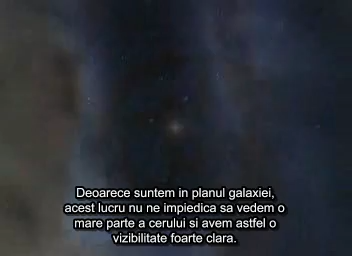 Deoarece suntem in planul galaxiei,
acest lucru nu ne impiedica sa vedem o
mare parte a cerului si avem astfel o
vizibilitate foarte clara.